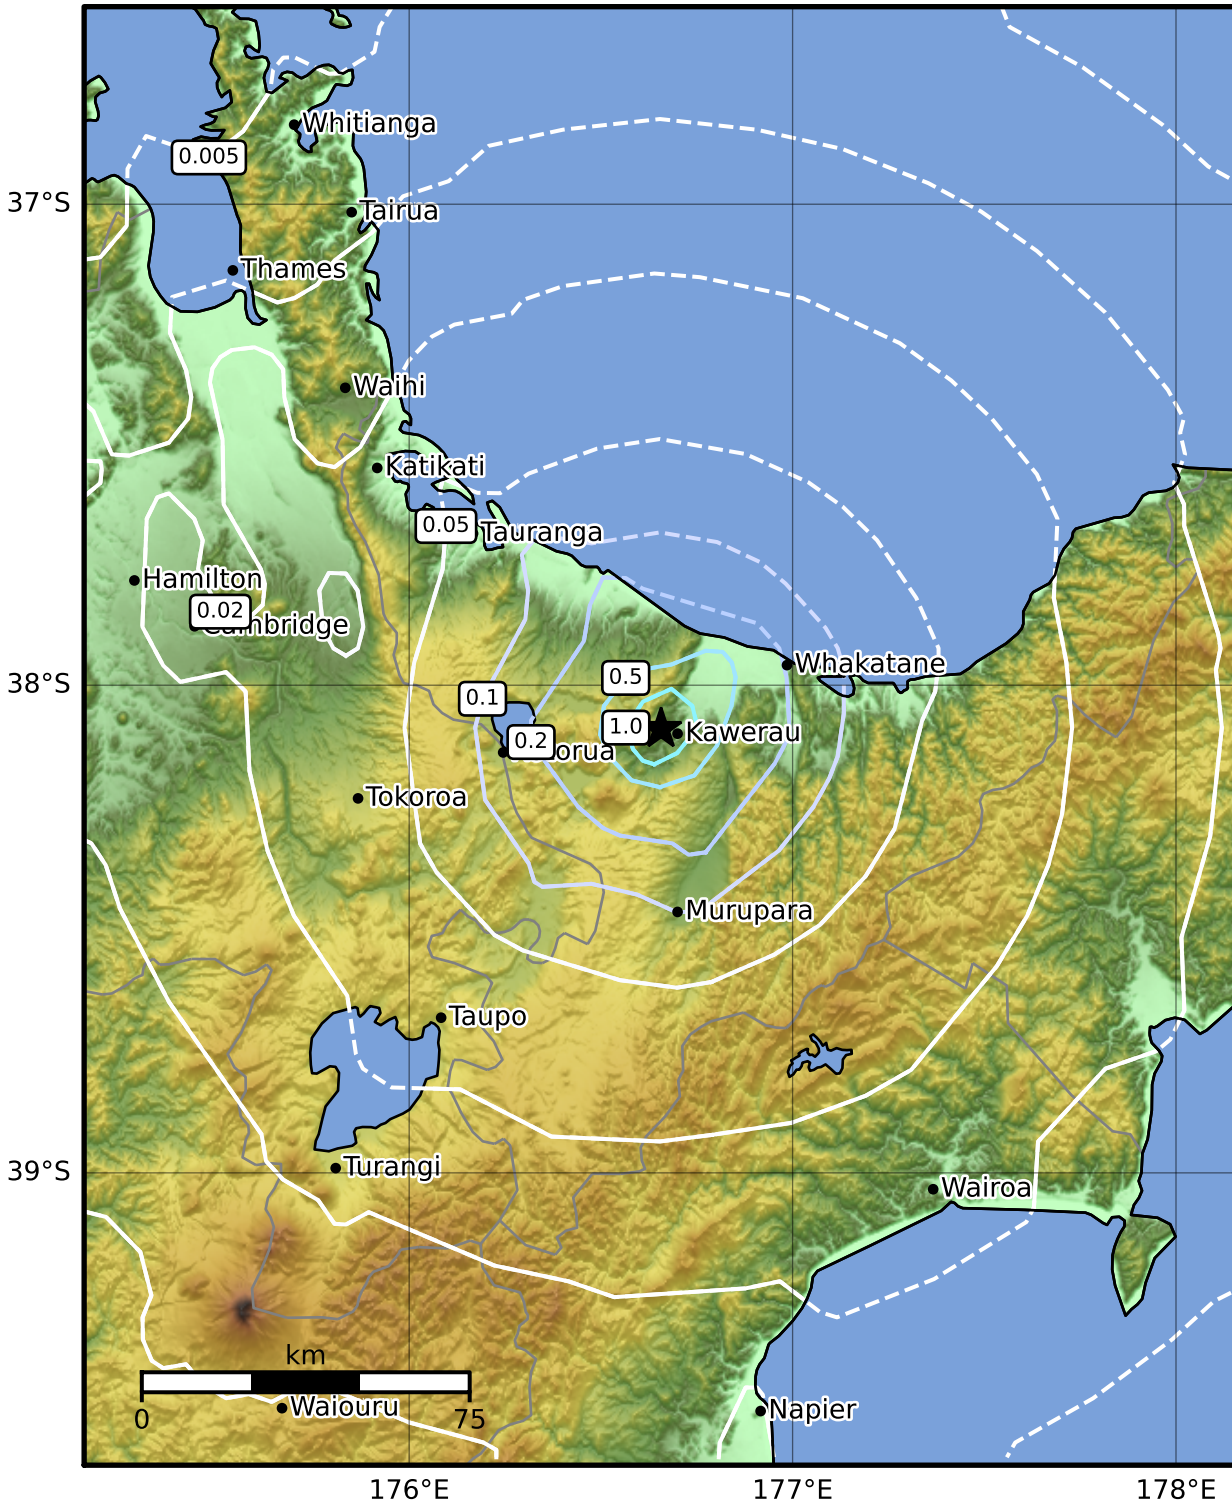 Whitianga
0.005
37°S
Tairua
Thames
Waihi
Katikati
0.05
Tauranga
Hamilton
0.02
Cambridge
Whakatane
0.5
38°S
0.1
1.0
Kawerau
0.2
orua
Tokoroa
Murupara
Taupo
Turangi
39°S
Wairoa
km
0
75
Waiouru
Napier
176°E
177°E
178°E